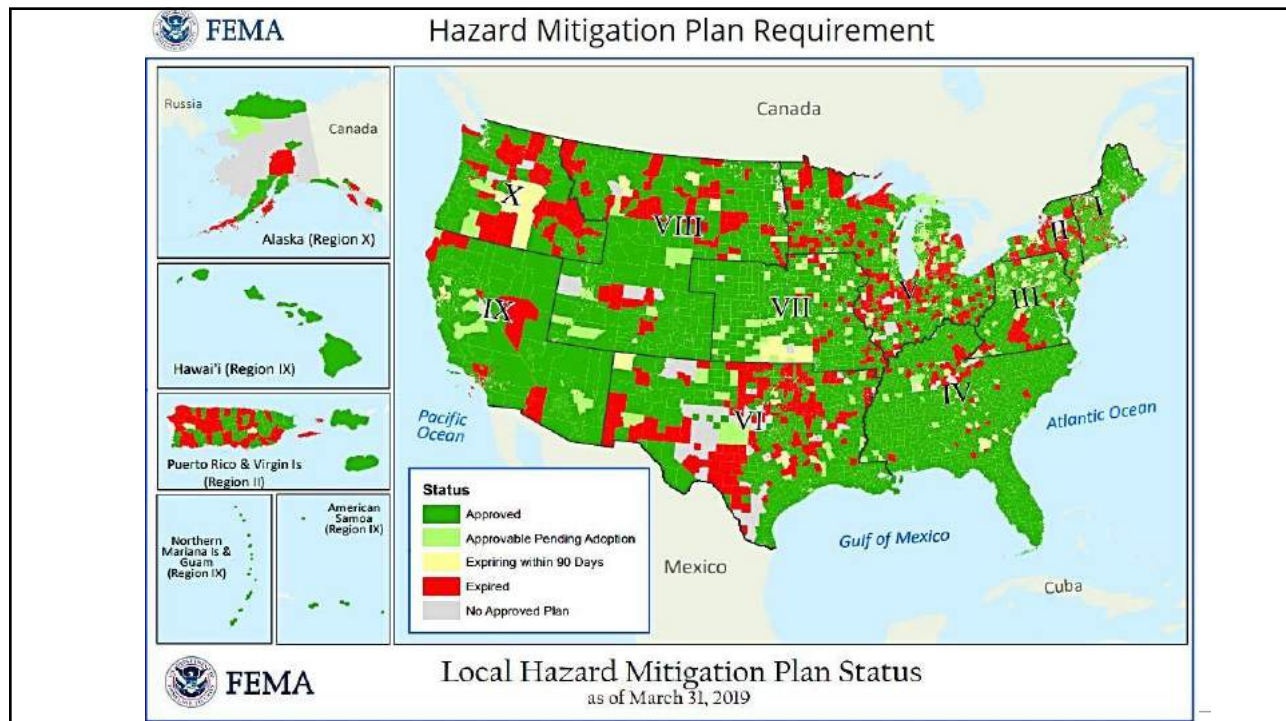 FEMA
Hazard Mitigation Plan Requirement
Russia
Canada
Alaska (Region X)
Hawai'i (Region IX)
Puerto Rico & Virgin Is
(Region II)
Northern
Mariana Is &
Guam
(Region IX)
American
Samoa
(Region IX)
Canada
X
VIII
IX
VII
V
II
I
III
VI
IV
Pacific
Ocean
Atlantic Ocean
Gulf of Mexico
Mexico
Cuba
Status
Approved
Approvable Pending Adoption
Expriring within 90 Days
Expired
No Approved Plan
FEMA
Local Hazard Mitigation Plan Status
as of March 31, 2019